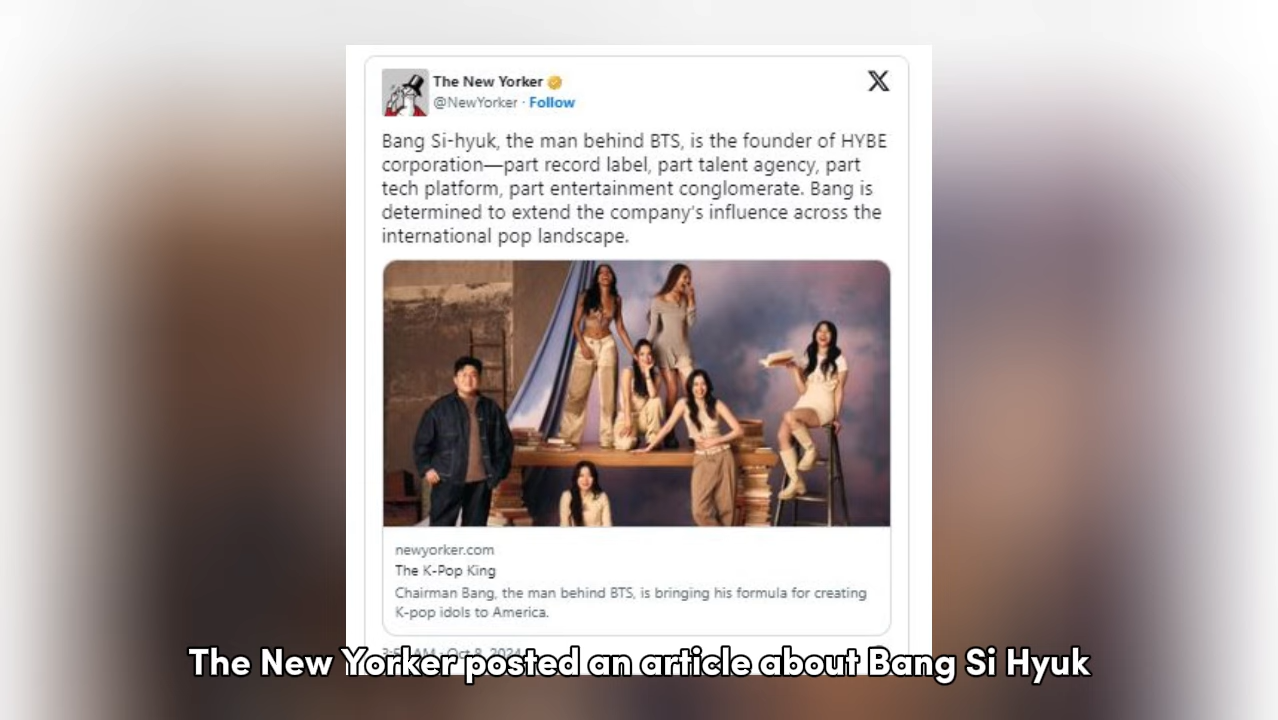 The New Yorker
@NewYorker · Follow
Bang Si-hyuk, the man behind BTS, is the founder of HYBE
corporation—part record label, part talent agency, part
tech platform, part entertainment conglomerate. Bang is
determined to extend the company's influence across the
international pop landscape.
newyorker.com
The K-Pop King
Chairman Bang, the man behind BTS, is bringing his formula for creating
K-pop idols to America.
The New Yorker posted an article about Bang Si Hyuk